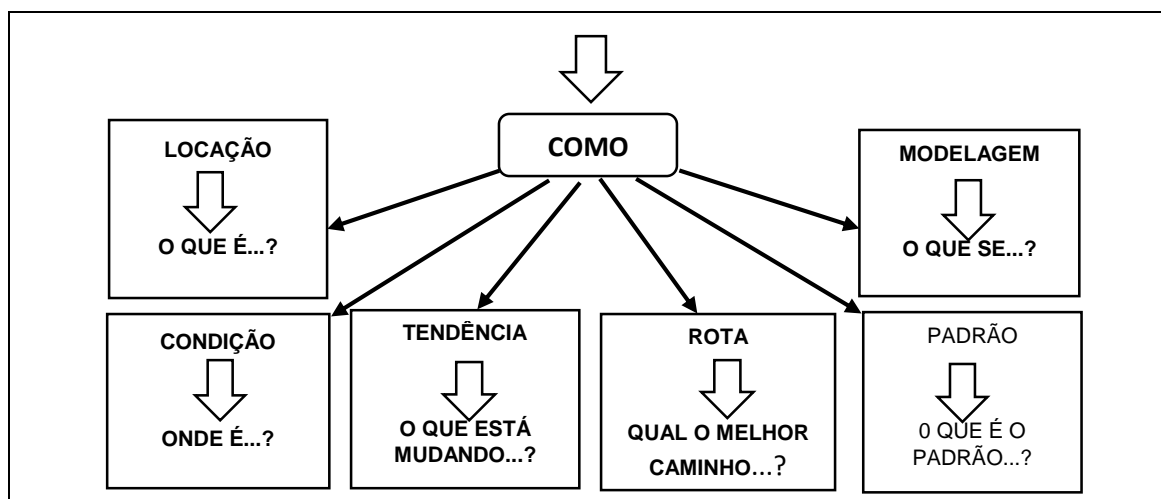 COMO
LOCAÇÃO
O QUE É...?
MODELAGEM
O QUE SE...?
CONDIÇÃO
ONDE É...?
TENDÊNCIA
O QUE ESTÁ
MUDANDO...?
ROTA
QUAL O MELHOR
CAMINHO...?
PADRÃO
0 QUE É O
PADRÃO...?